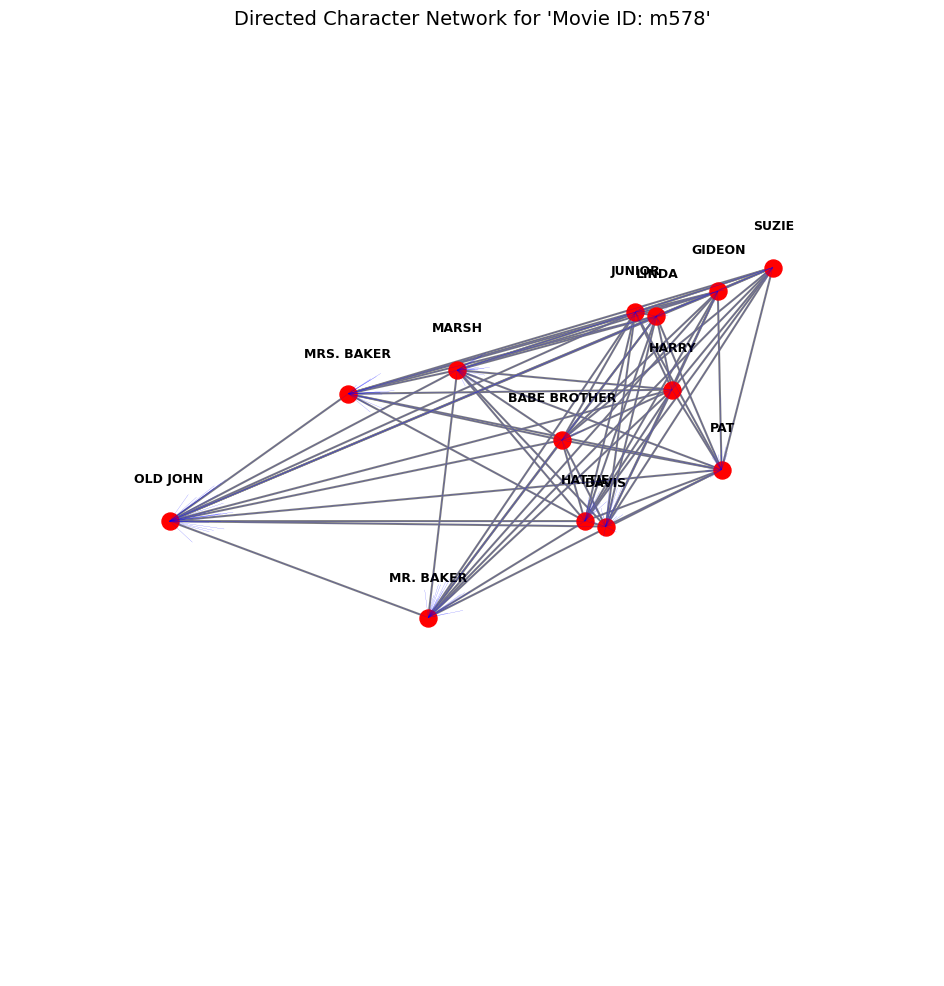 Directed Character Network for 'Movie ID: m578'
SUZIE
GIDEON
JUNIOR
LINDA
MARSH
HARRY
MRS. BAKER
BABE BROTHER
PAT
OLD JOHN
HATTIE
DAVIS
MR. BAKER